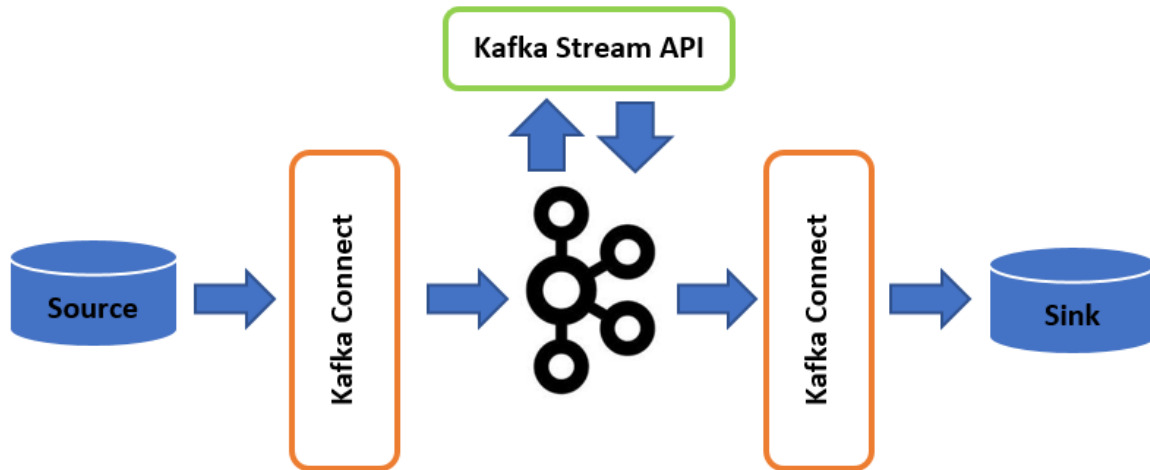 Kafka Stream API
Source
Kafka Connect
Kafka Connect
Sink